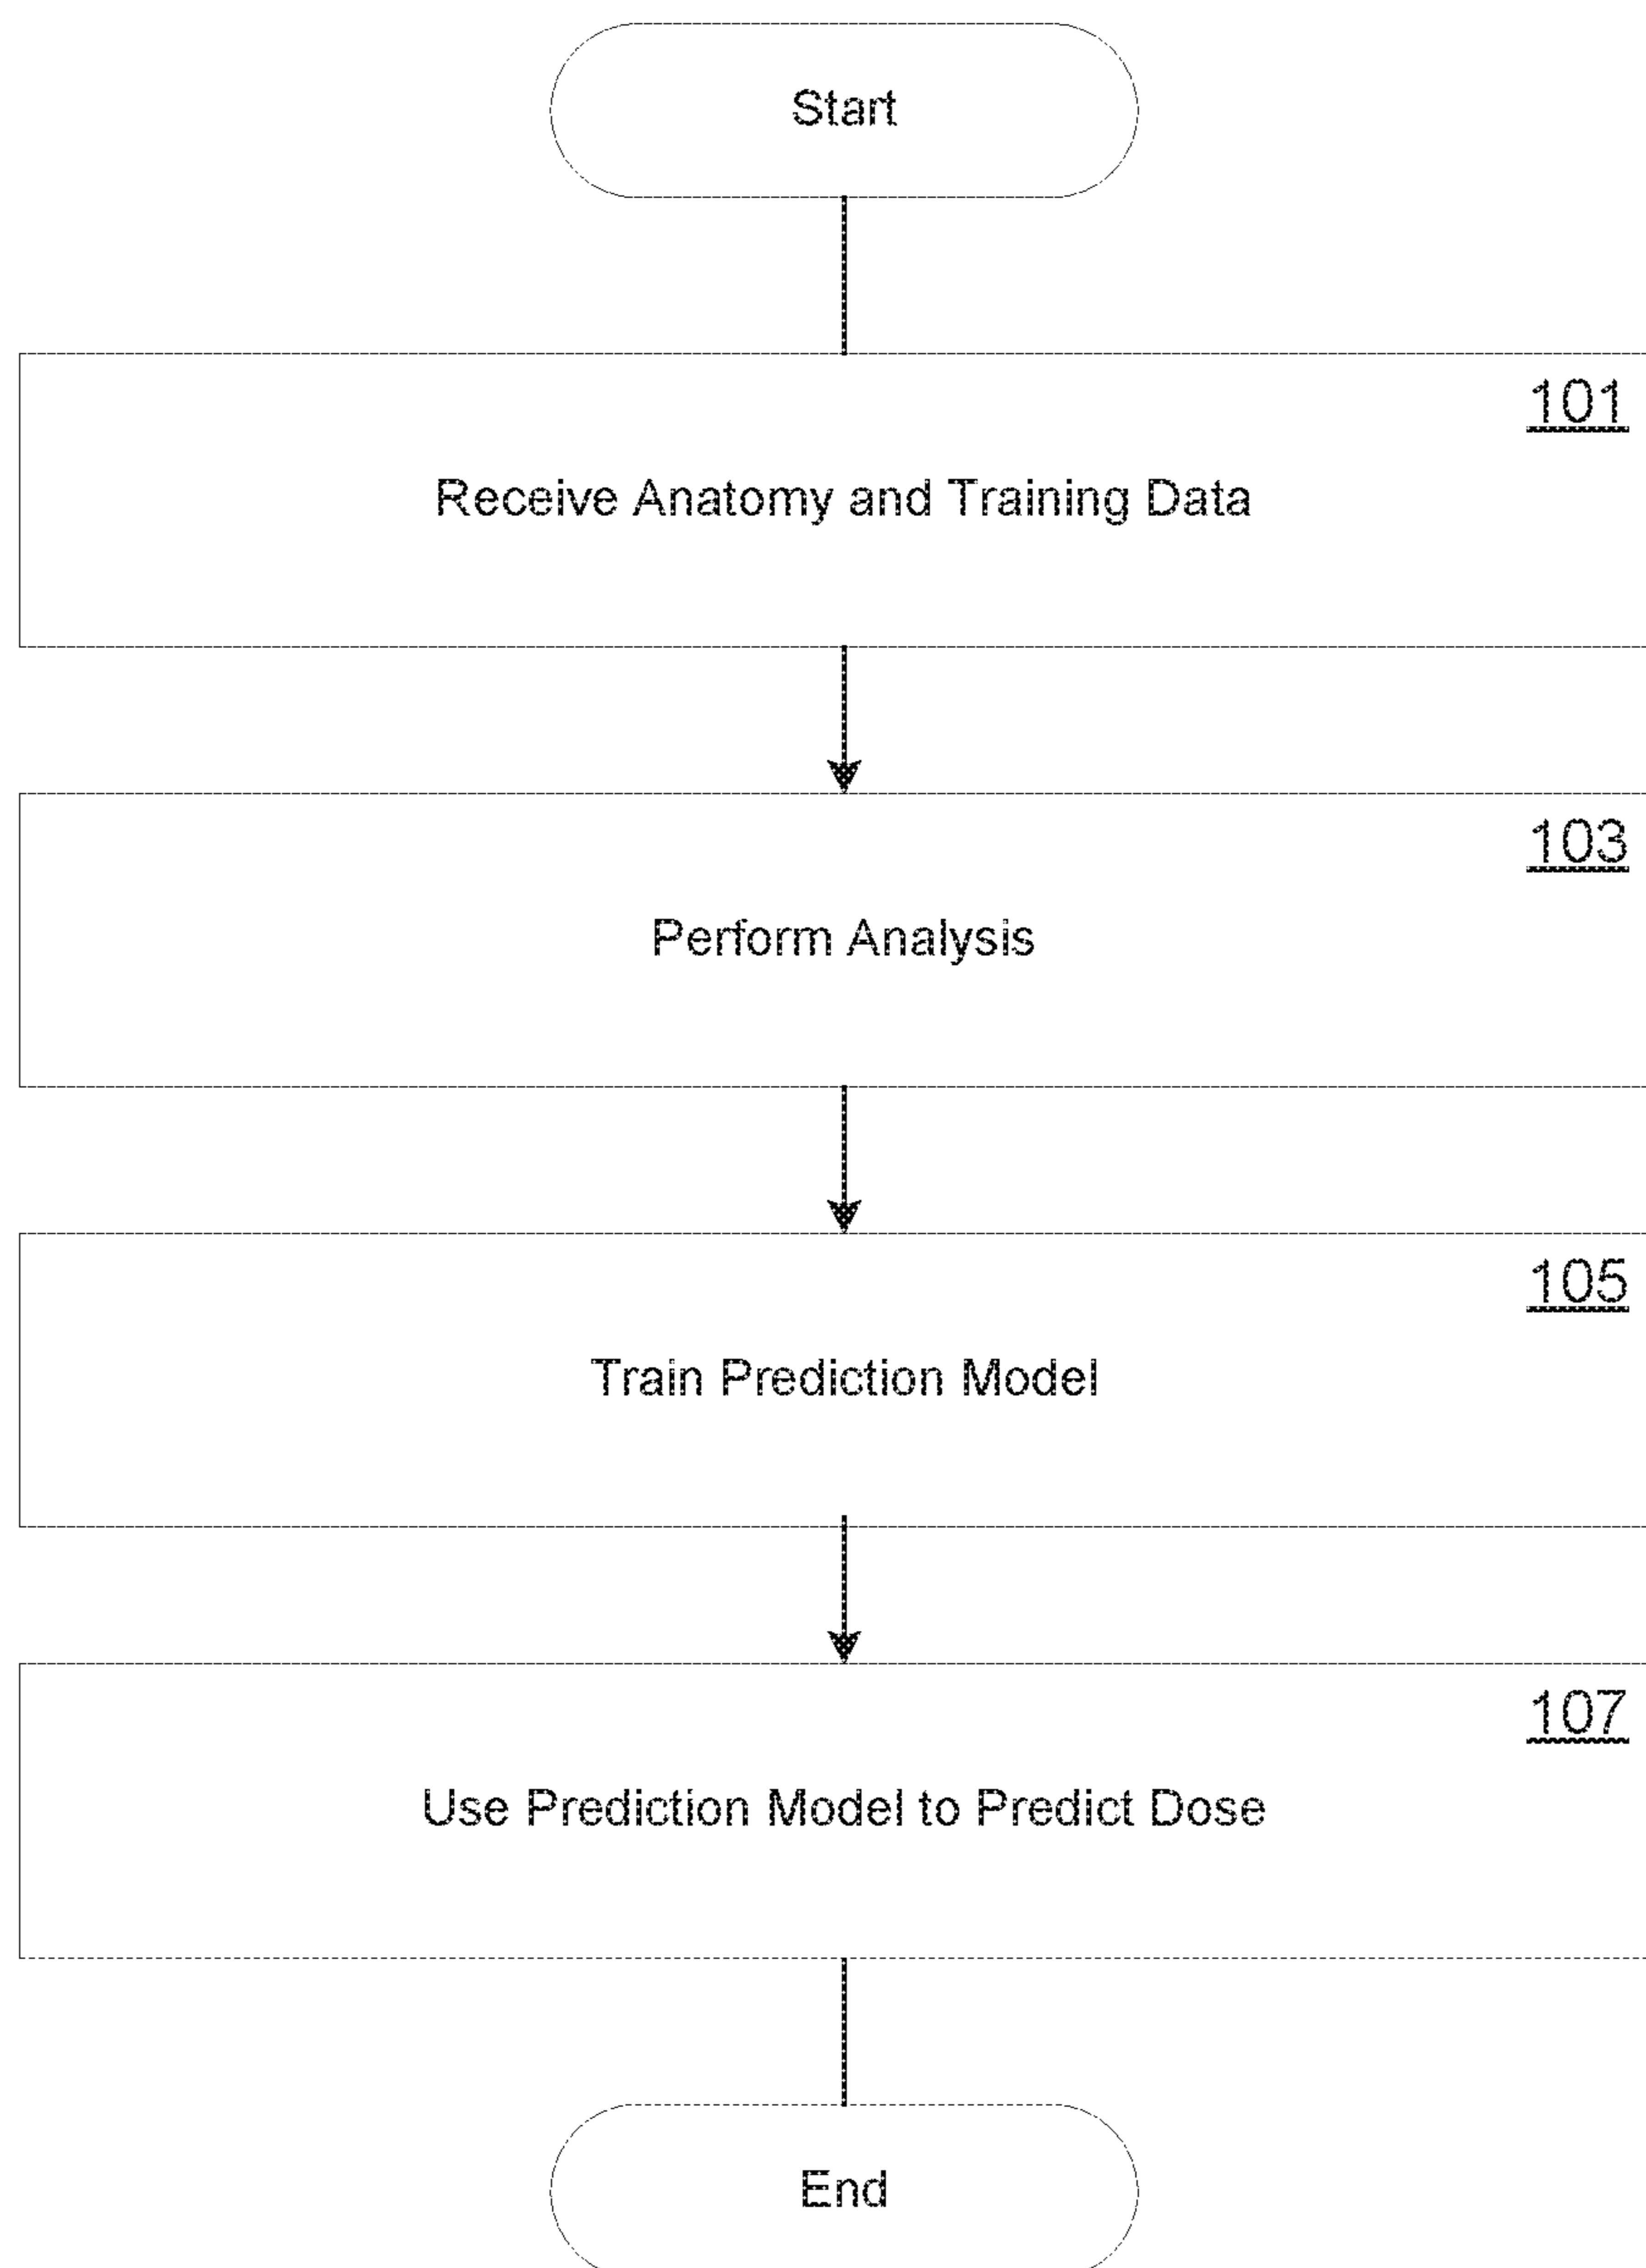 Start
101
Receive Anatomy and Training Data
103
Perform Analysis
105
Train Prediction Model
107
Use Prediction Model to Predict Dose
End